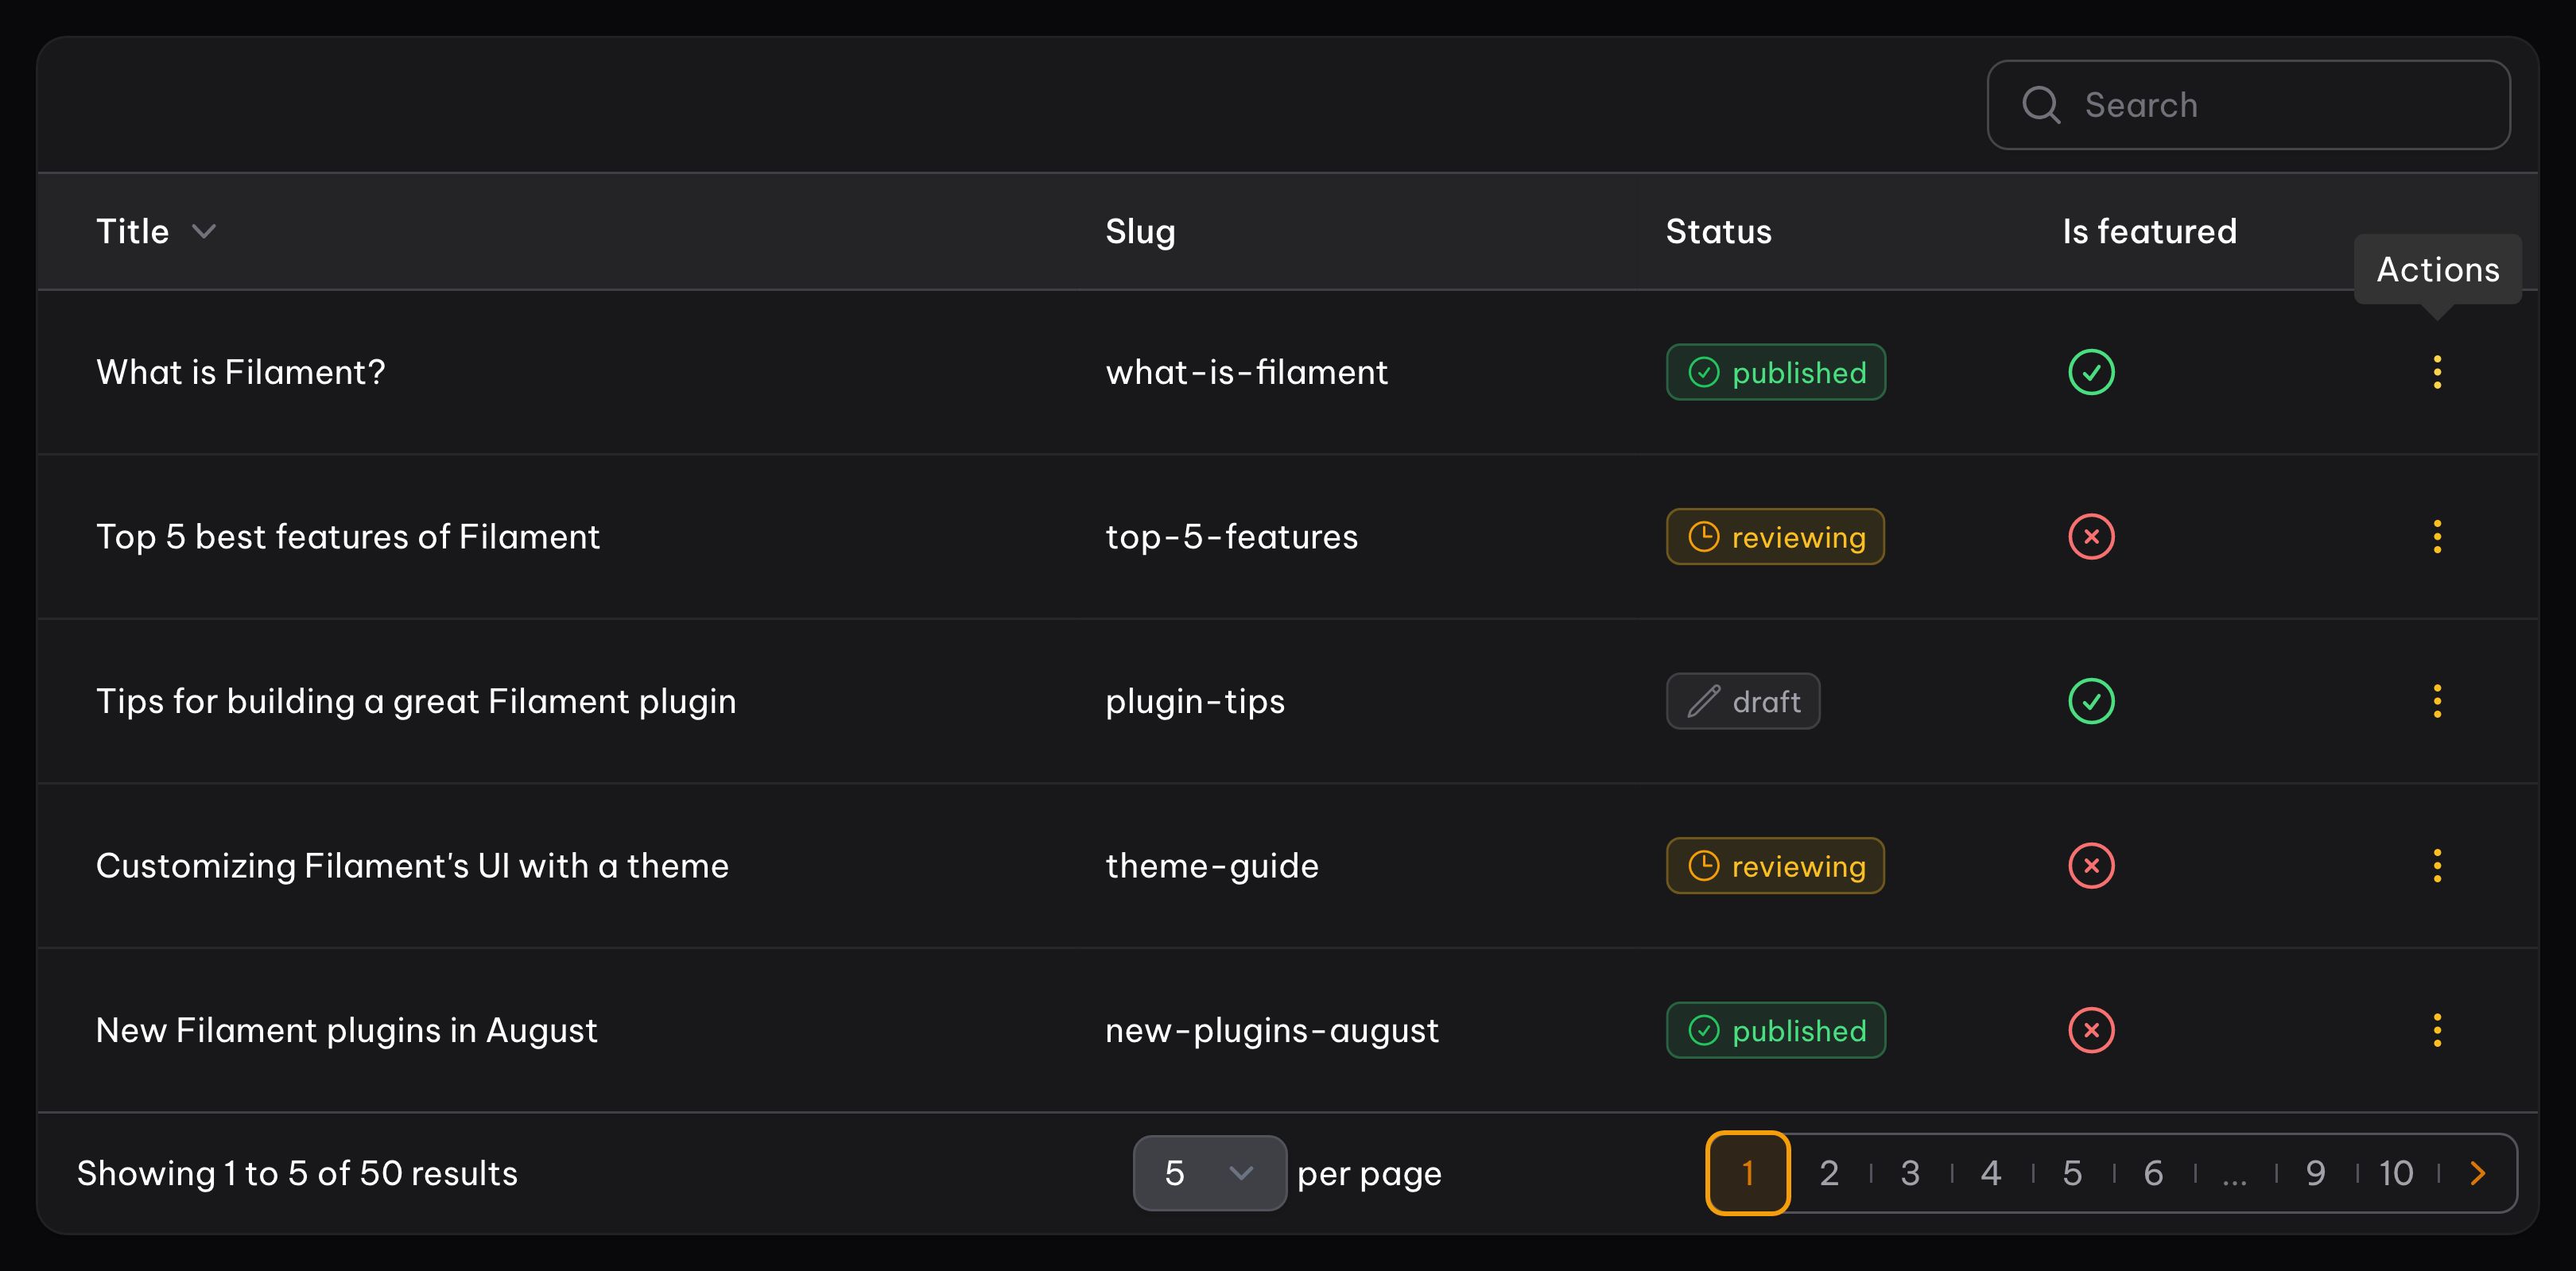 Search
Title Slug Status Is featured
Actions
What is Filament? what-is-filament published
Top 5 best features of Filament top-5-features reviewing
Tips for building a great Filament plugin plugin-tips draft
Customizing Filament's UI with a theme theme-guide reviewing
New Filament plugins in August new-plugins-august published
Showing 1 to 5 of 50 results 5 per page 1 2 3 4 5 6 ... 9 10